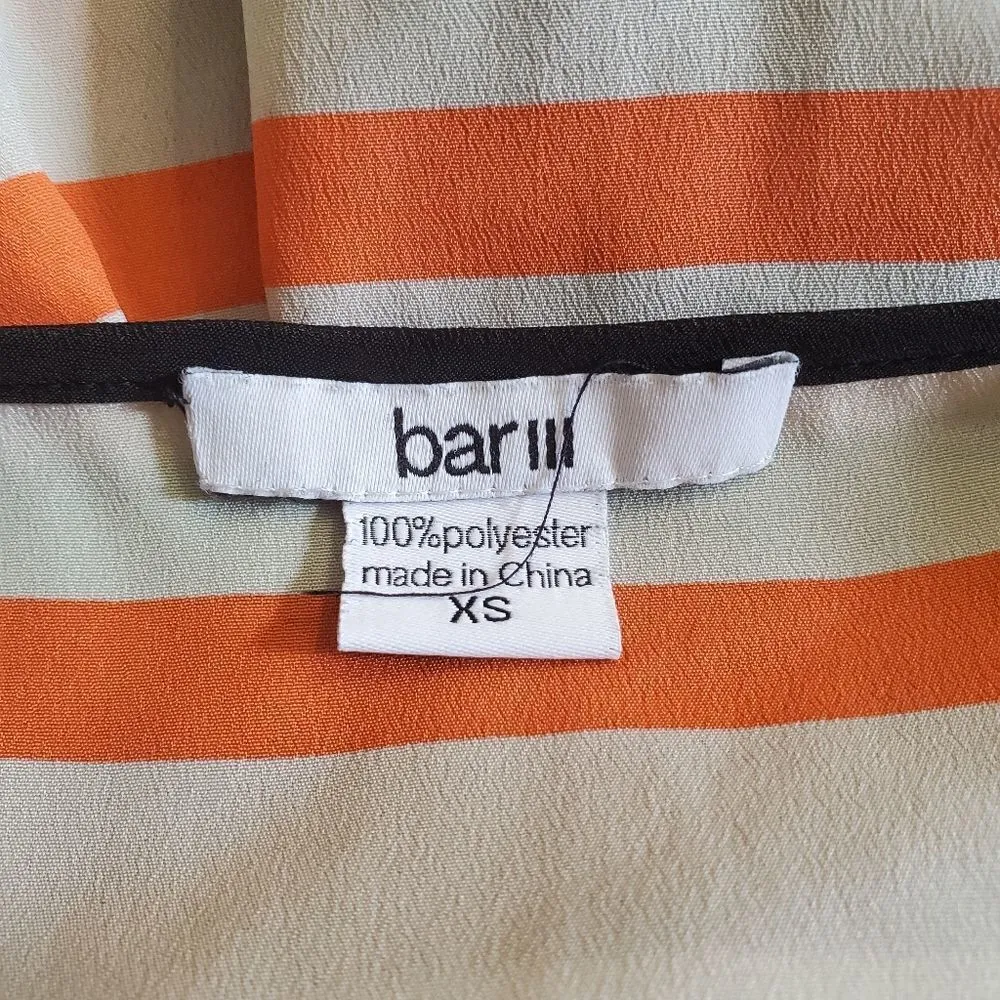 bar III
100%polyester
made in China
XS